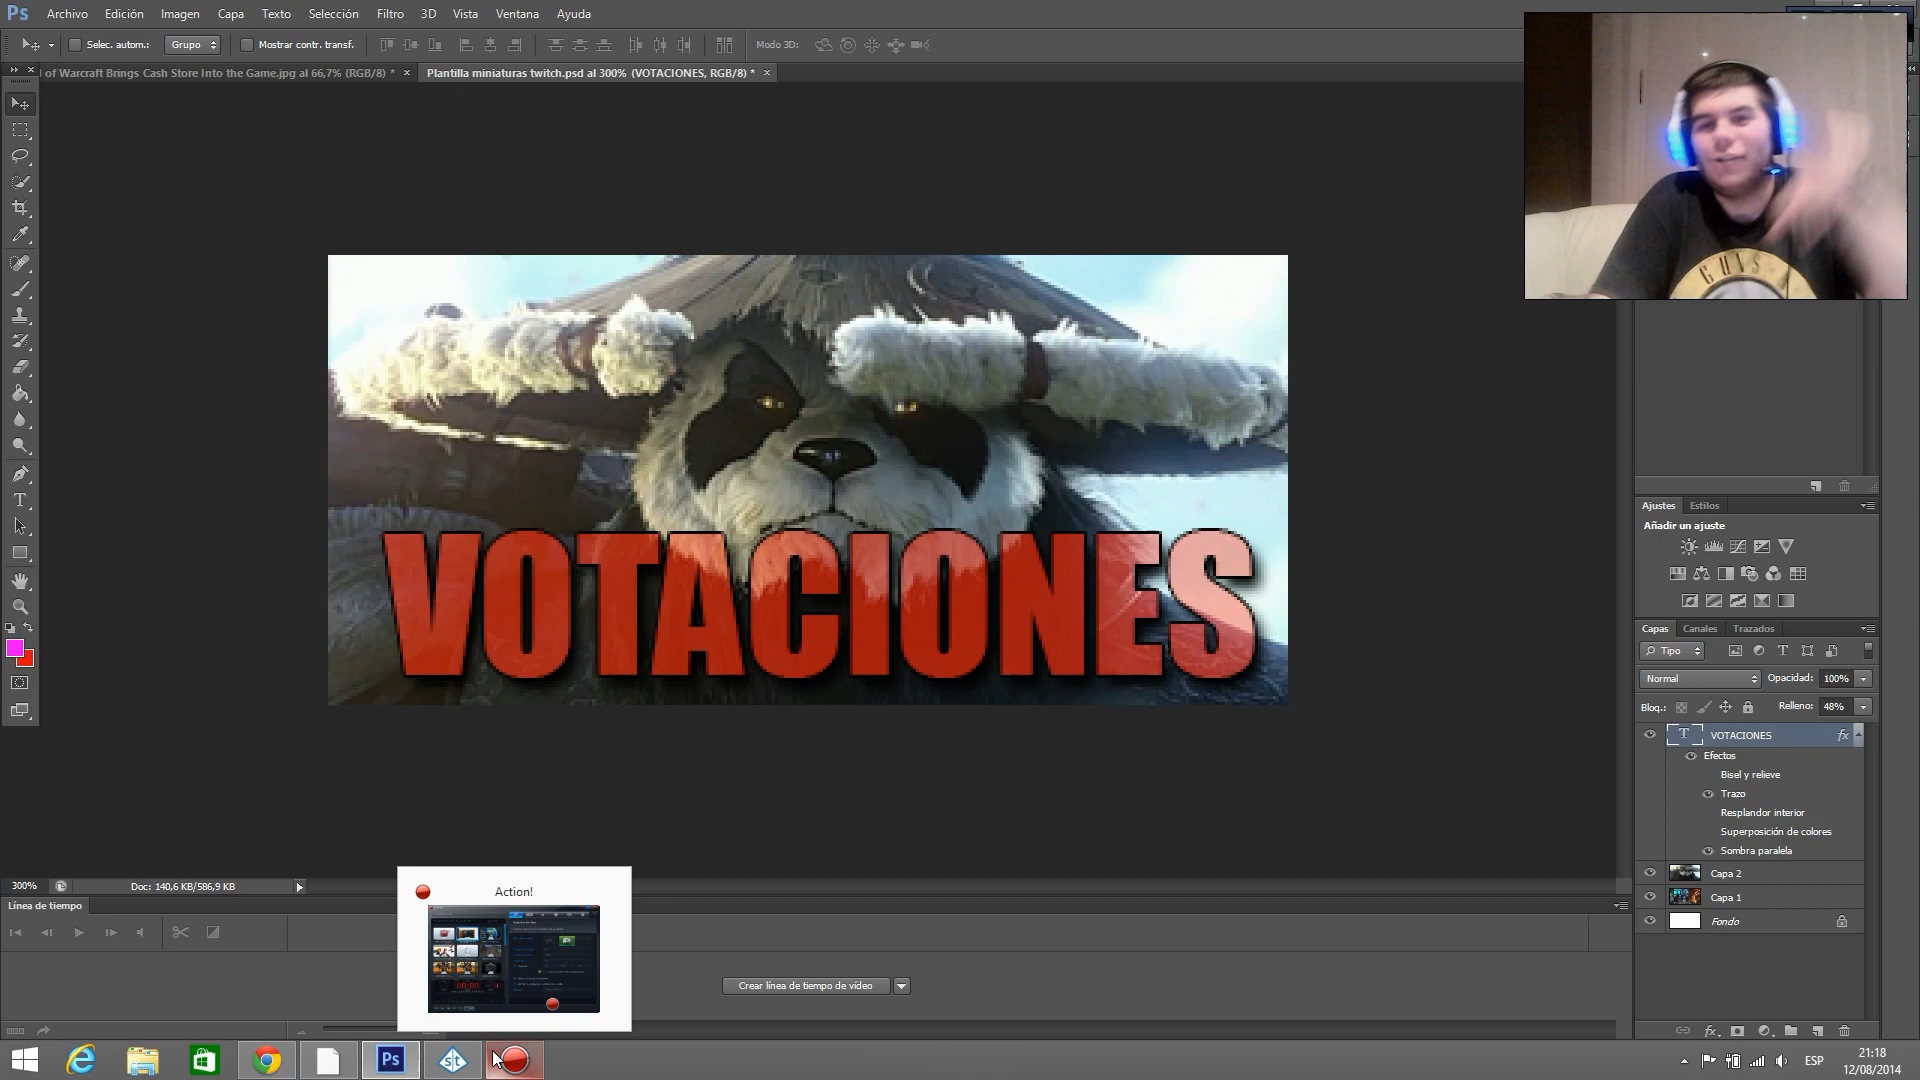 Ps Archivo Edición Imagen Capa Texto Selección Filtro 3D Vista Ventana Ayuda
Selec. autom.: Grupo Mostrar contr. transf. Modo 3D:
of Warcraft Brings Cash Store Into the Game.jpg al 66,7% (RGB/8) * × Plantilla miniaturas twitch.psd al 300% (VOTACIONES, RGB/8) * ×
GUNS
VOTACIONES
Ajustes Estilos
Añadir un ajuste
Capas Canales Trazados
Tipo
Normal Opacidad: 100%
Bloq.: Relleno: 48%
VOTACIONES fx
Efectos
Bisel y relieve
Trazo
Resplandor interior
Superposición de colores
Sombra paralela
Capa 2
Capa 1
Fondo
300% Doc: 140,6 KB/586,9 KB
Línea de tiempo
Action!
Crear línea de tiempo de vídeo
Ps st ESP 21:18
12/08/2014